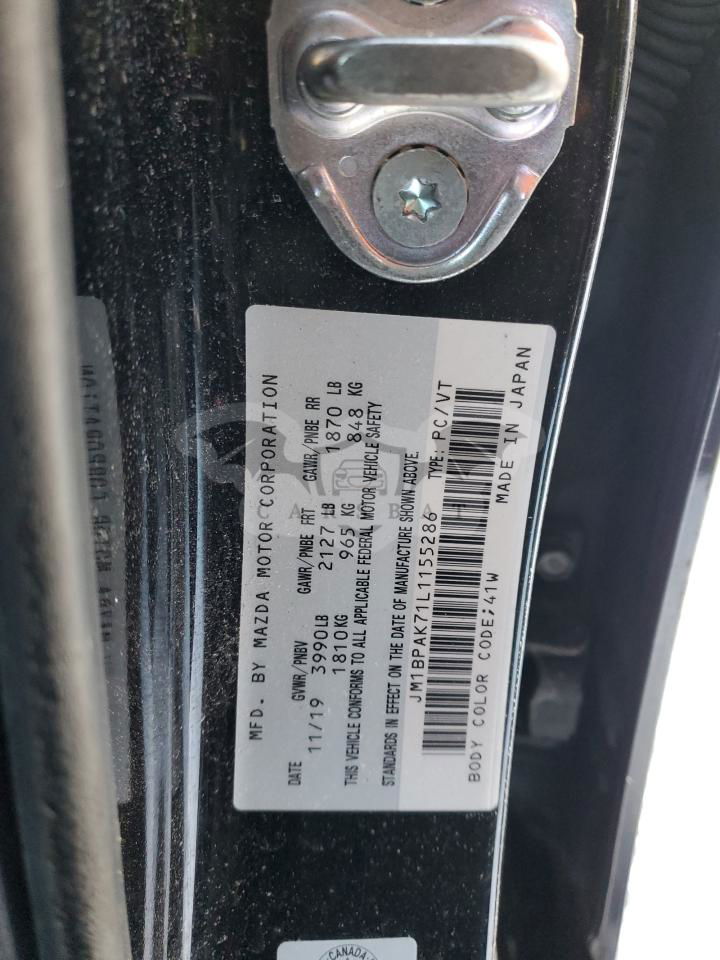 MFD. BY MAZDA MOTOR CORPORATION
DATE GVWR/PNBV GAWR/PNBE FRT GAWR/PNBE RR
11/19 3990LB 2127 LB 1870 LB
1810KG 965 KG 848 KG
THIS VEHICLE CONFORMS TO ALL APPLICABLE FEDERAL MOTOR VEHICLE SAFETY
STANDARDS IN EFFECT ON THE DATE OF MANUFACTURE SHOWN ABOVE.
JM1BPAK71L1155286 TYPE: PC/VT
BODY COLOR CODE;41W MADE IN JAPAN
CANADA